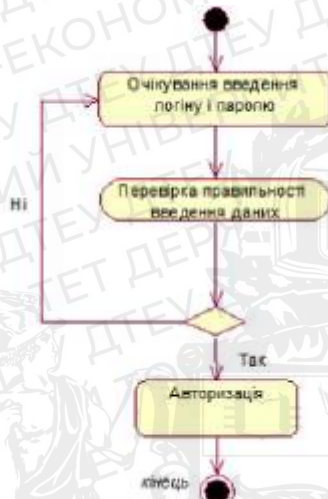 Очікування введення
логіну і паролю
Перевірка правильності
введення даних
Ні
Так
Авторизація
кінець